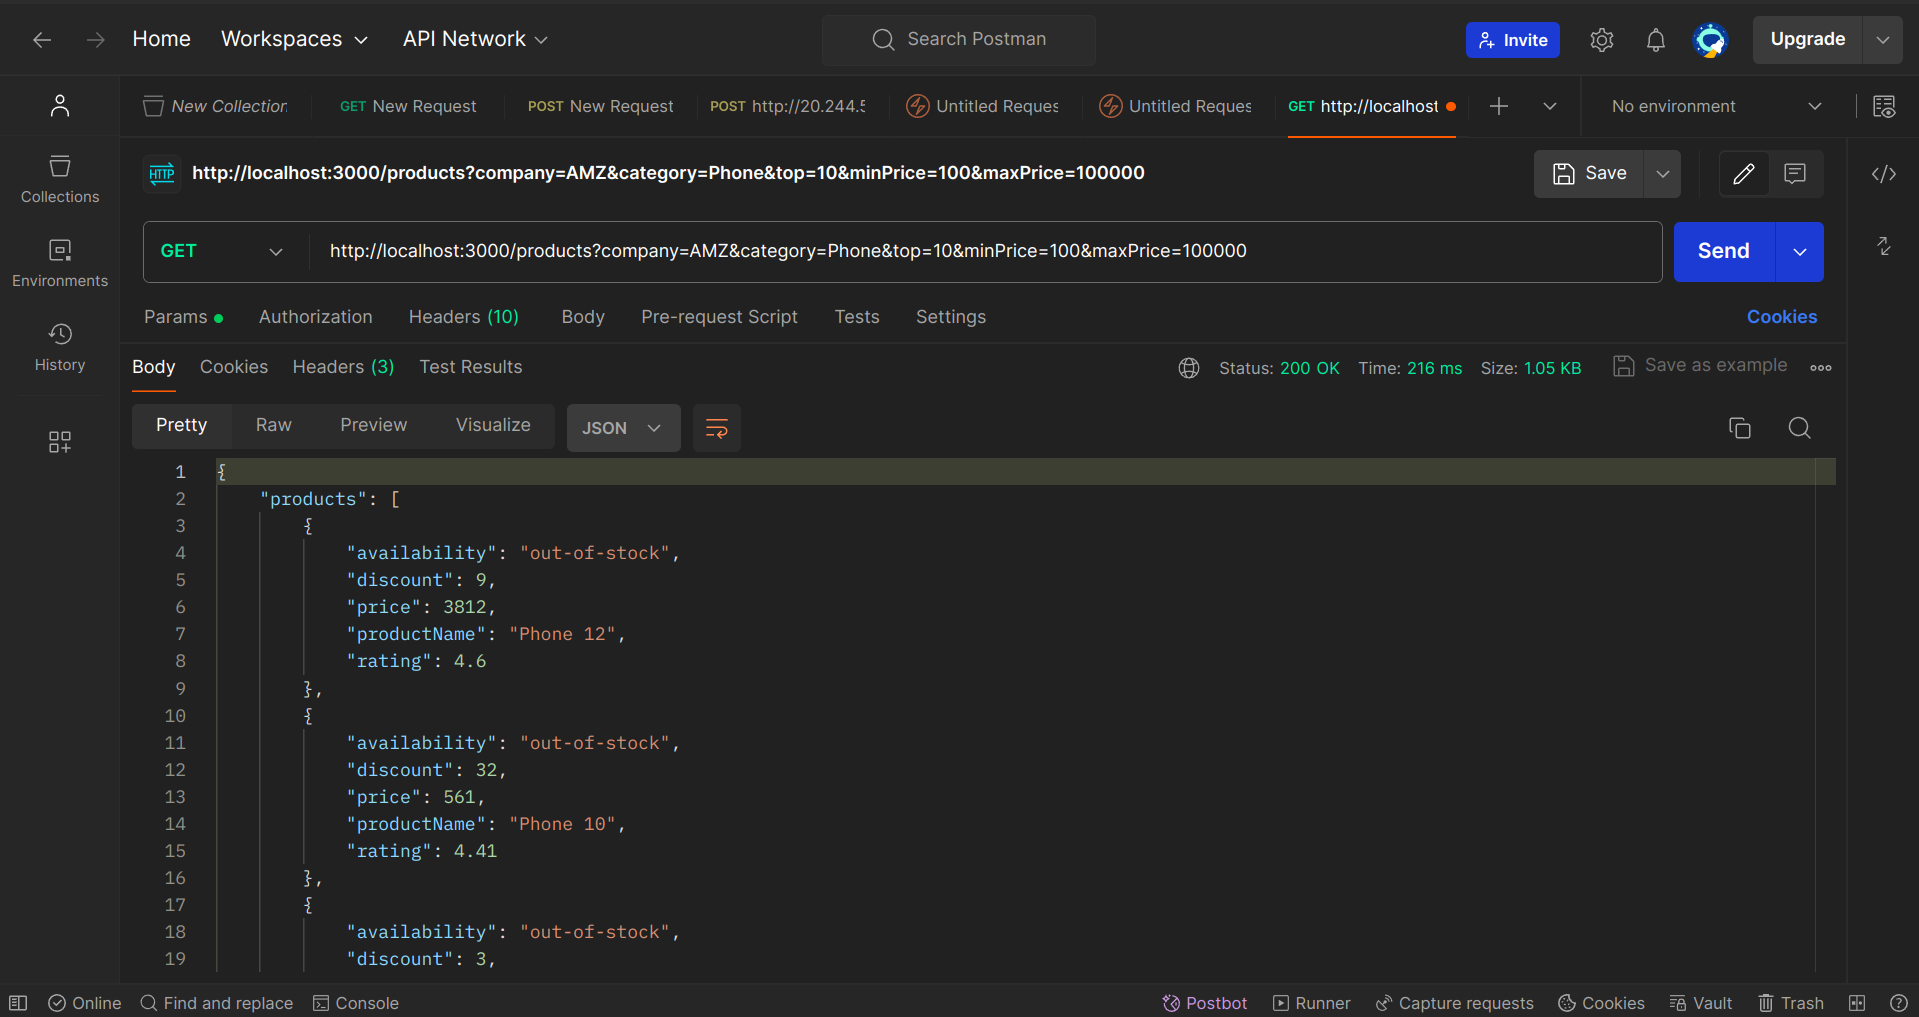 Home Workspaces API Network Search Postman Invite Upgrade
New Collection GET New Request POST New Request POST http://20.244.5 Untitled Reques Untitled Reques GET http://localhost No environment
HTTP http://localhost:3000/products?company=AMZ&category=Phone&top=10&minPrice=100&maxPrice=100000 Save
Collections
Environments
History
GET http://localhost:3000/products?company=AMZ&category=Phone&top=10&minPrice=100&maxPrice=100000 Send
Params Authorization Headers (10) Body Pre-request Script Tests Settings Cookies
Body Cookies Headers (3) Test Results Status: 200 OK Time: 216 ms Size: 1.05 KB Save as example
Pretty Raw Preview Visualize JSON
1 {
2 "products": [
3 {
4 "availability": "out-of-stock",
5 "discount": 9,
6 "price": 3812,
7 "productName": "Phone 12",
8 "rating": 4.6
9 },
10 {
11 "availability": "out-of-stock",
12 "discount": 32,
13 "price": 561,
14 "productName": "Phone 10",
15 "rating": 4.41
16 },
17 {
18 "availability": "out-of-stock",
19 "discount": 3,
Online Find and replace Console Postbot Runner Capture requests Cookies Vault Trash